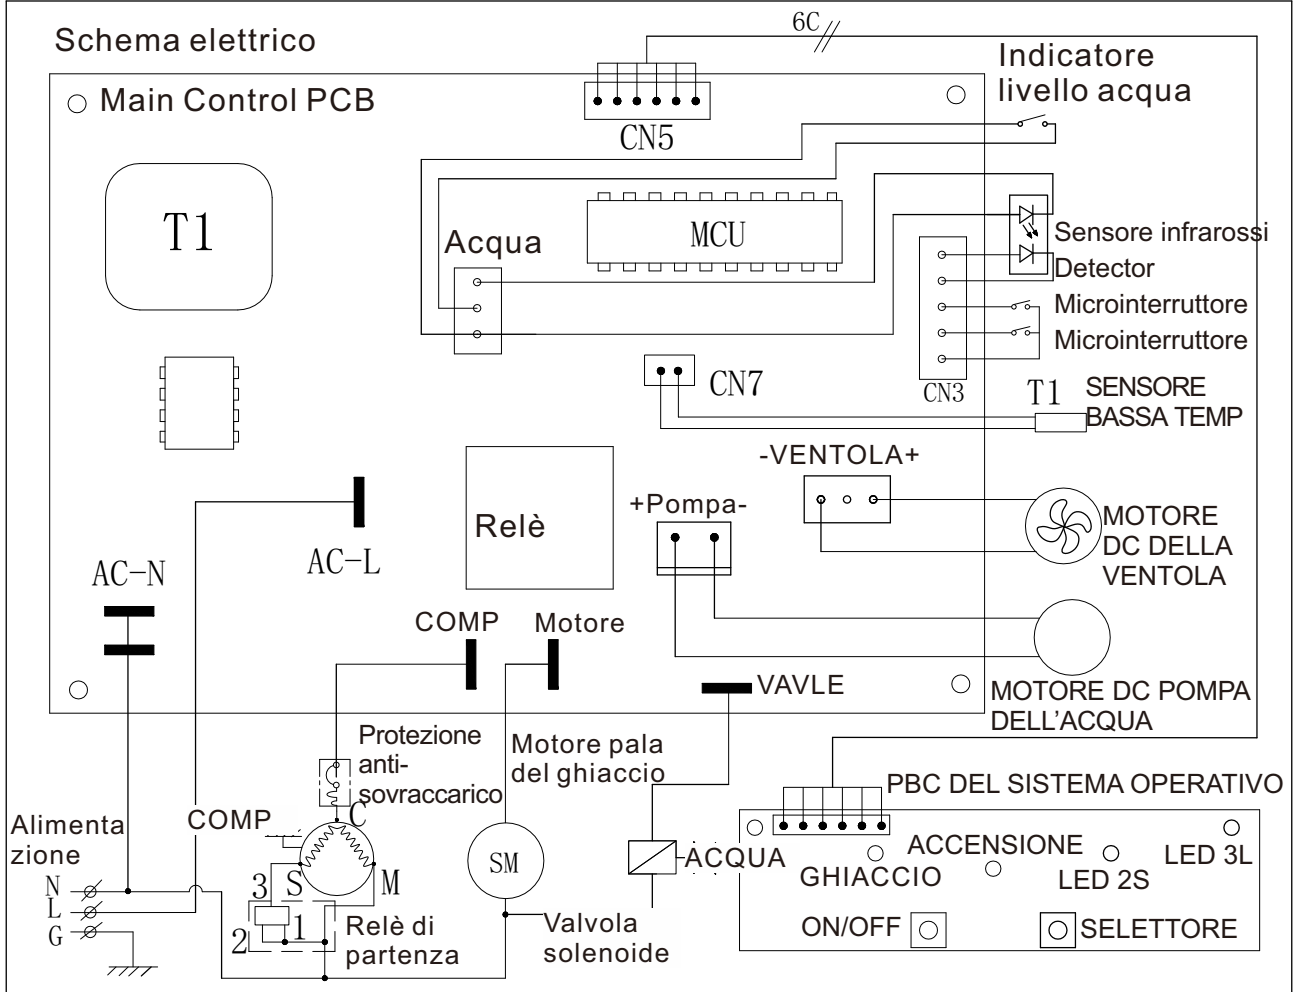 Schema elettrico
6C
Indicatore
livello acqua
Main Control PCB
CN5
T1
MCU
Acqua
Sensore infrarossi
Detector
Microinterruttore
Microinterruttore
CN7
CN3
T1
SENSORE
BASSA TEMP
-VENTOLA+
+Pompa-
Relè
MOTORE
DC DELLA
VENTOLA
AC-N
AC-L
COMP
Motore
VAVLE
MOTORE DC POMPA
DELL'ACQUA
Protezione
anti-
sovraccarico
Motore pala
del ghiaccio
PBC DEL SISTEMA OPERATIVO
COMP
C
Alimenta
zione
SM
ACQUA
ACCENSIONE
LED 3L
GHIACCIO
LED 2S
N
L
G
3
S
M
2
1
Relè di
partenza
Valvola
solenoide
ON/OFF
SELETTORE